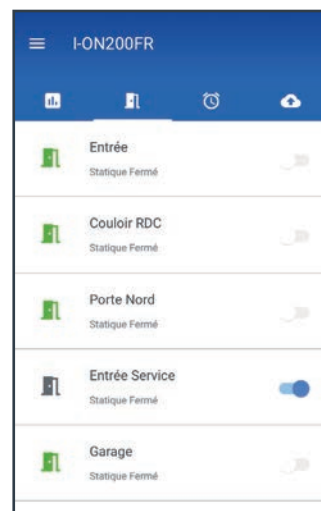 I-ON200FR
Entrée
Statique Fermé
Couloir RDC
Statique Fermé
Porte Nord
Statique Fermé
Entrée Service
Statique Fermé
Garage
Statique Fermé